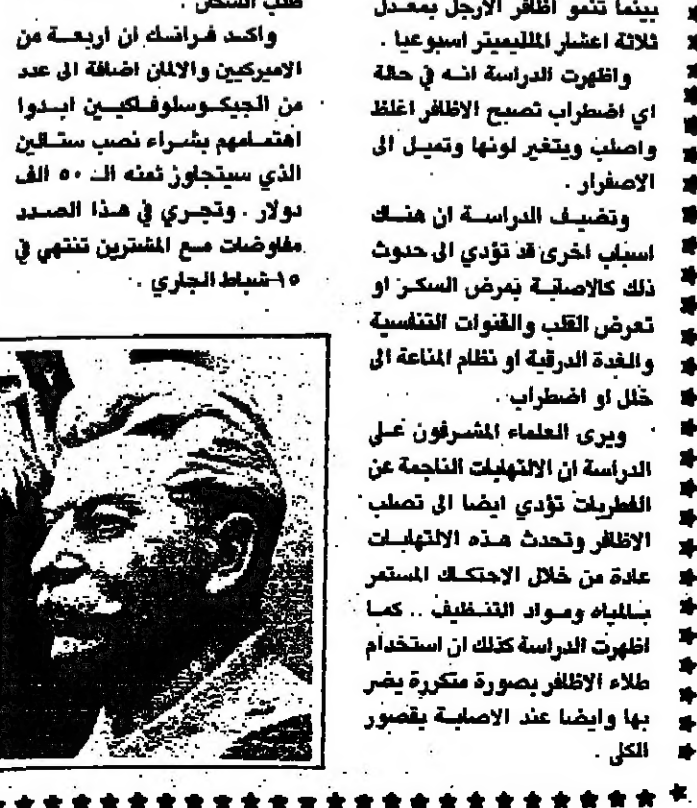 بينما تنمو اظافر الارجل بمعدل
ثلاثة اعشار المليمتر اسبوعيا .
واظهرت الدراسة انه في حالة
اي اضطراب تصبح الاظافر اغلظ
واصلب ويتغير لونها وتميل الى
الاصفرار .
وتضيف الدراسة ان هناك
اسباب اخرى قد تؤدي الى حدوث
ذلك كالاصابة بمرض السكر او
تعرض القلب والقنوات التنفسية
والغدة الدرقية او نظام المناعة الى
خلل او اضطراب .
ويرى العلماء المشرفون على
الدراسة ان الالتهابات الناجمة عن
الفطريات تؤدي ايضا الى تصلب
الاظافر وتحدث هذه الالتهابات
عادة من خلال الاحتكاك المستمر
بالمياه ومواد التنظيف .. كما
اظهرت الدراسة كذلك ان استخدام
طلاء الاظافر بصورة متكررة يضر
بها وايضا عند الاصابة بقصور
الكلى .
طلب السكان .
واكد فرانسك ان اربعة من
الاميركيين والالمان اضافة الى عدد
من الجيكوسلوفاكيين ابدوا
اهتمامهم بشراء نصب ستالين
الذي سيتجاوز ثمنه الـ ٥٠ الف
دولار . وتجري في هذا الصدد
مفاوضات مع المشترين تنتهي في
١٥ شباط الجاري .